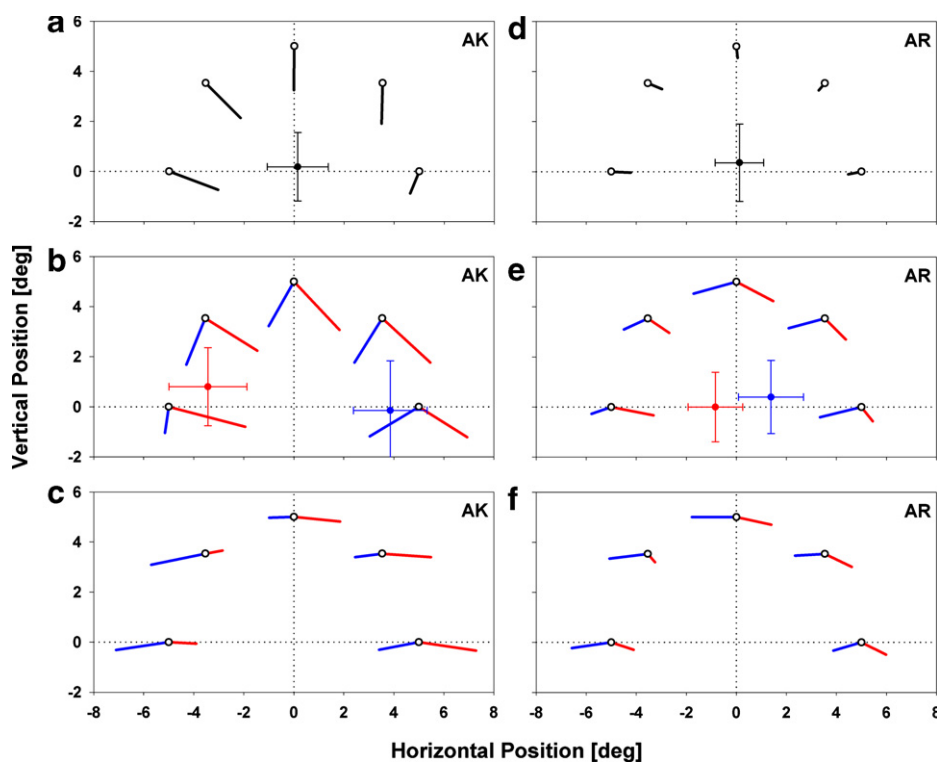 a
6
4
2
0
-2
AK
d
AR
b
6
4
2
0
-2
AK
e
AR
c
6
4
2
0
-2
AK
f
AR
Vertical Position [deg]
-8 -6 -4 -2 0 2 4 6 8 -6 -4 -2 0 2 4 6 8
Horizontal Position [deg]